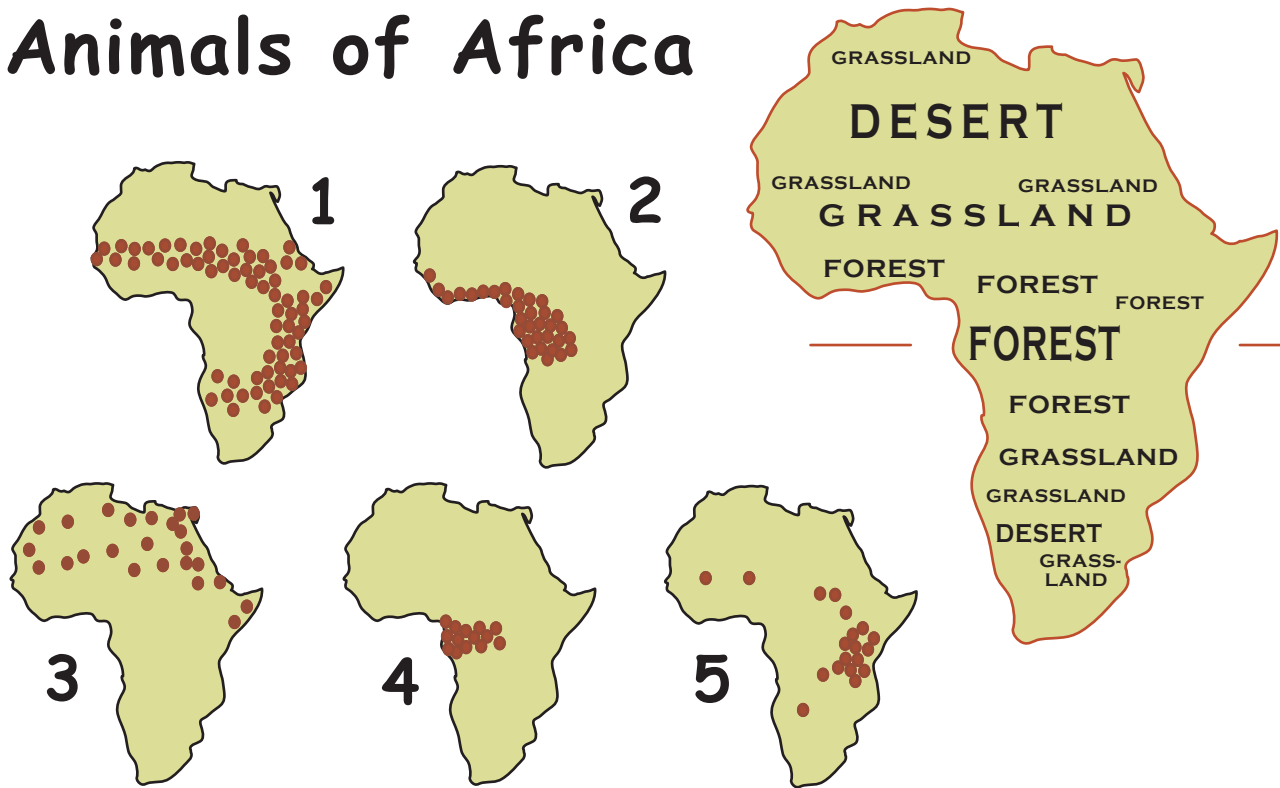 Animals of Africa
GRASSLAND
DESERT
GRASSLAND GRASSLAND
GRASSLAND
FOREST
FOREST
FOREST
FOREST
FOREST
GRASSLAND
GRASSLAND
DESERT
GRASS-
LAND
1
2
3
4
5